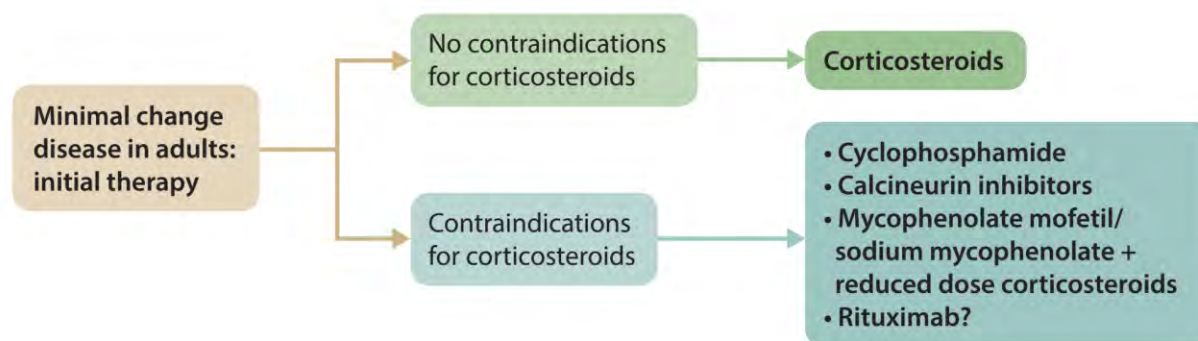 Minimal change
disease in adults:
initial therapy
No contraindications
for corticosteroids
Corticosteroids
Contraindications
for corticosteroids
• Cyclophosphamide
• Calcineurin inhibitors
• Mycophenolate mofetil/
sodium mycophenolate +
reduced dose corticosteroids
• Rituximab?